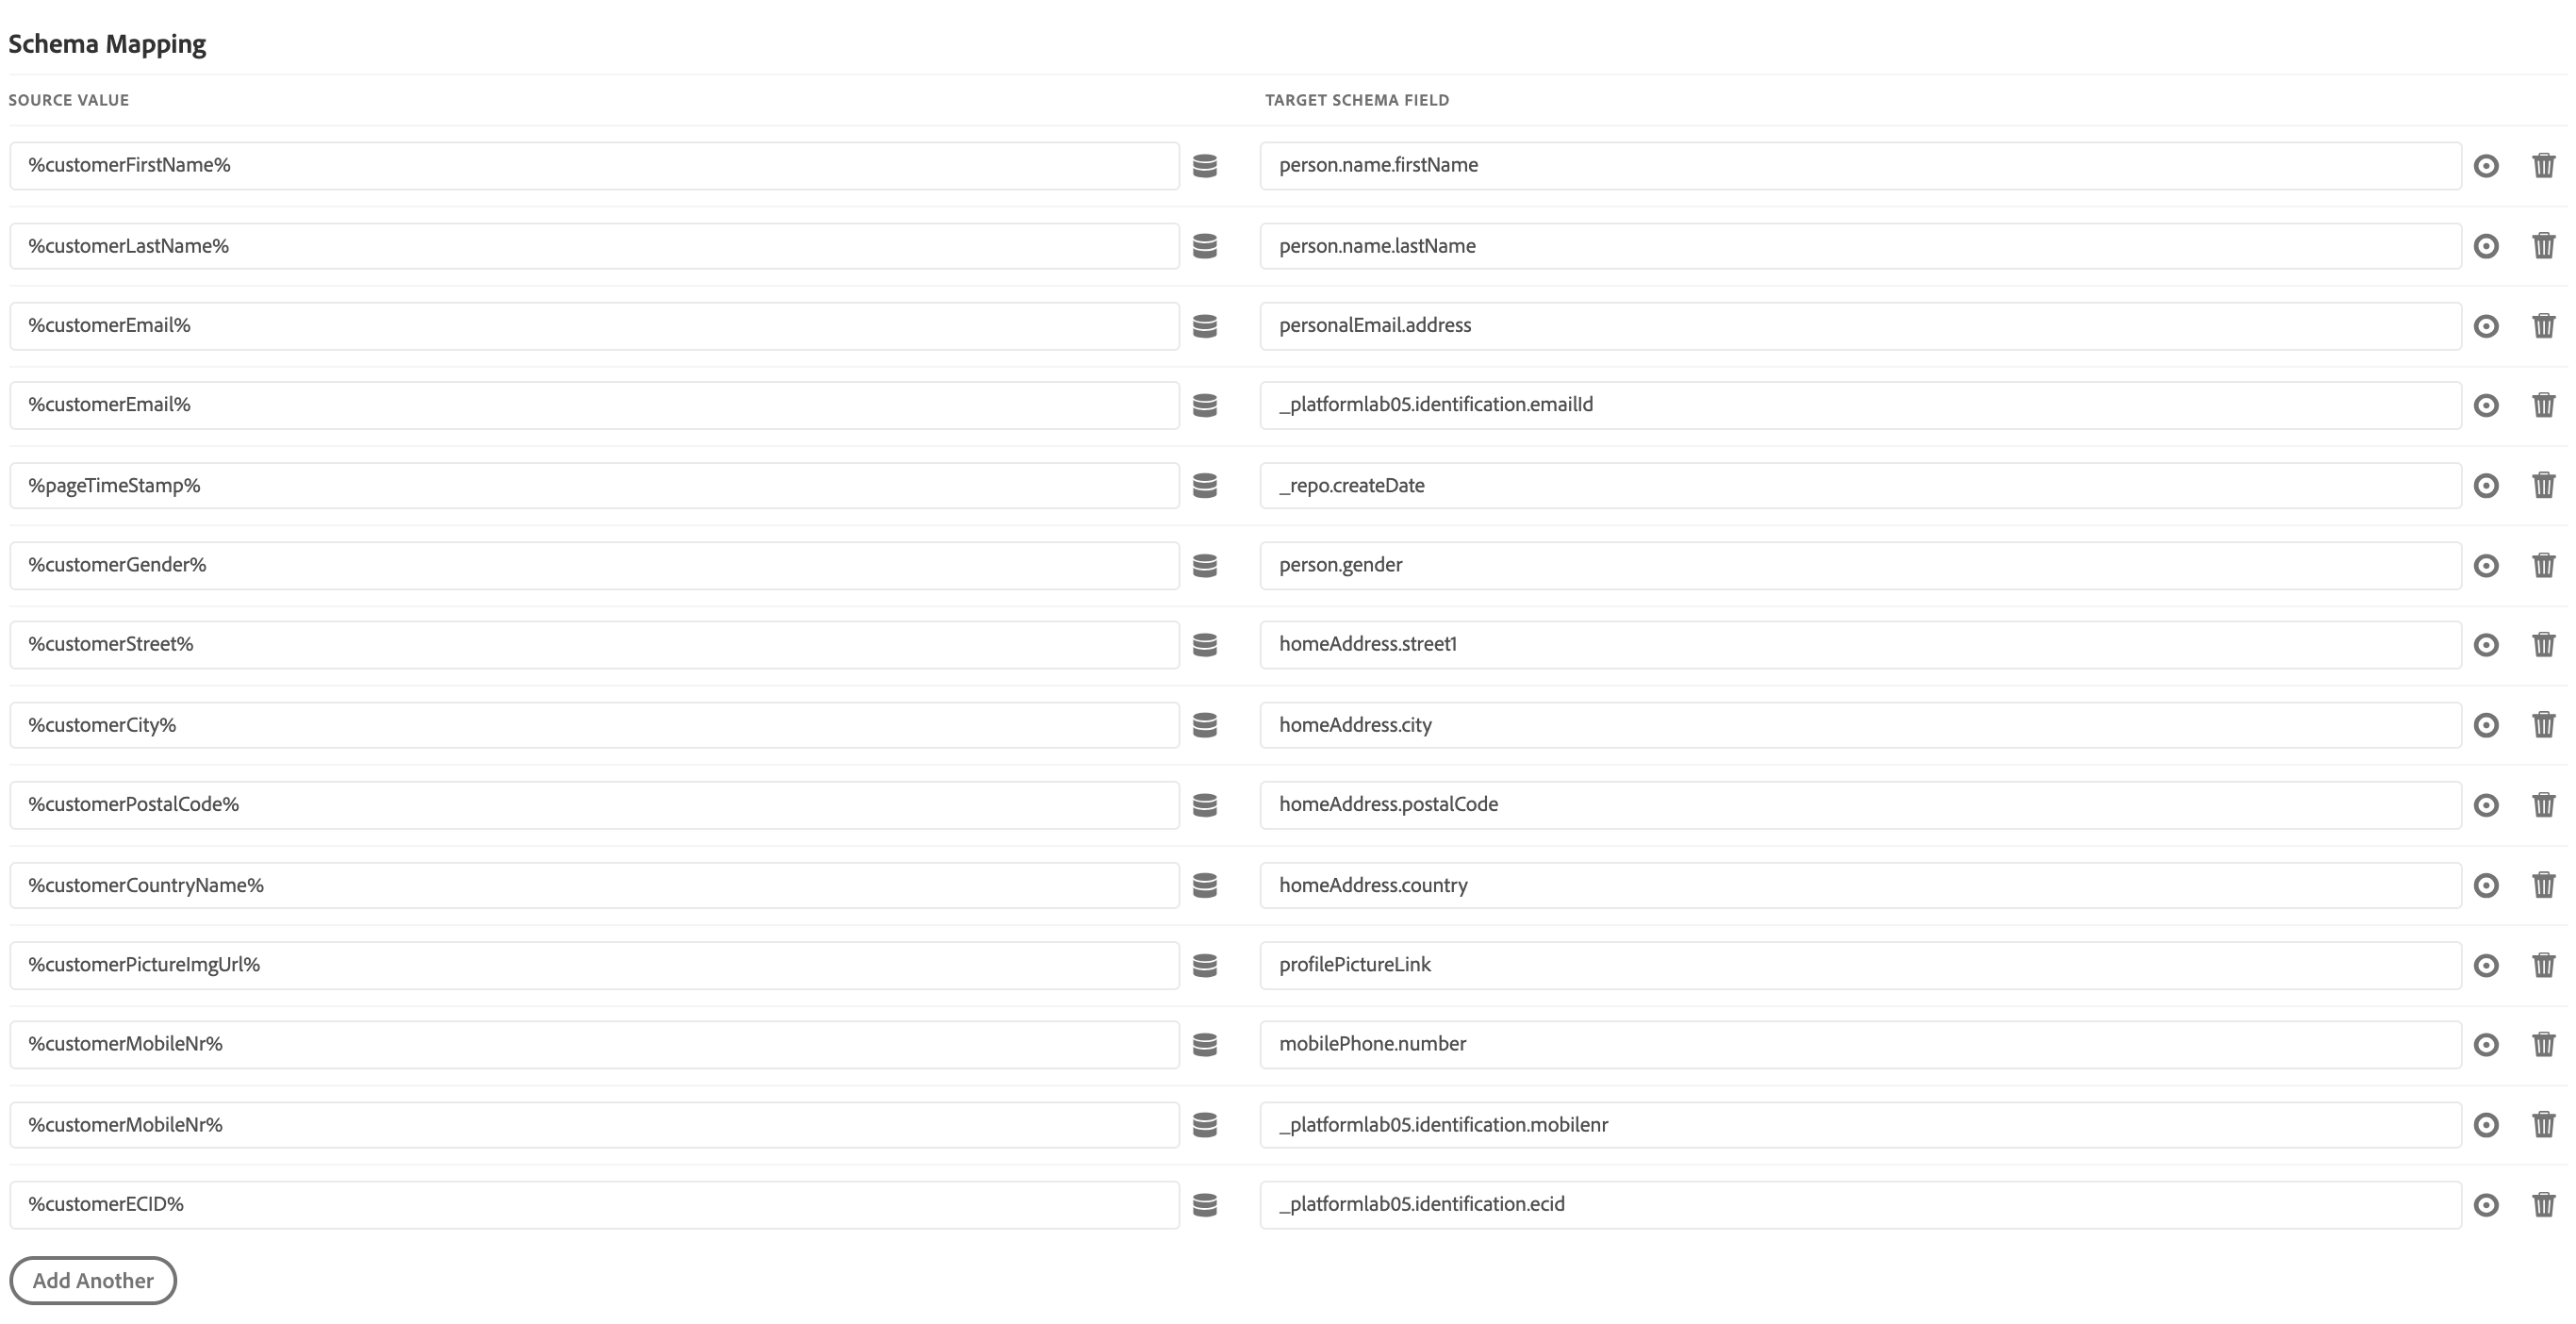 Schema Mapping
SOURCE VALUE TARGET SCHEMA FIELD
%customerFirstName% person.name.firstName
%customerLastName% person.name.lastName
%customerEmail% personalEmail.address
%customerEmail% _platformlab05.identification.emailId
%pageTimeStamp% _repo.createDate
%customerGender% person.gender
%customerStreet% homeAddress.street1
%customerCity% homeAddress.city
%customerPostalCode% homeAddress.postalCode
%customerCountryName% homeAddress.country
%customerPictureImgUrl% profilePictureLink
%customerMobileNr% mobilePhone.number
%customerMobileNr% _platformlab05.identification.mobilenr
%customerECID% _platformlab05.identification.ecid
Add Another